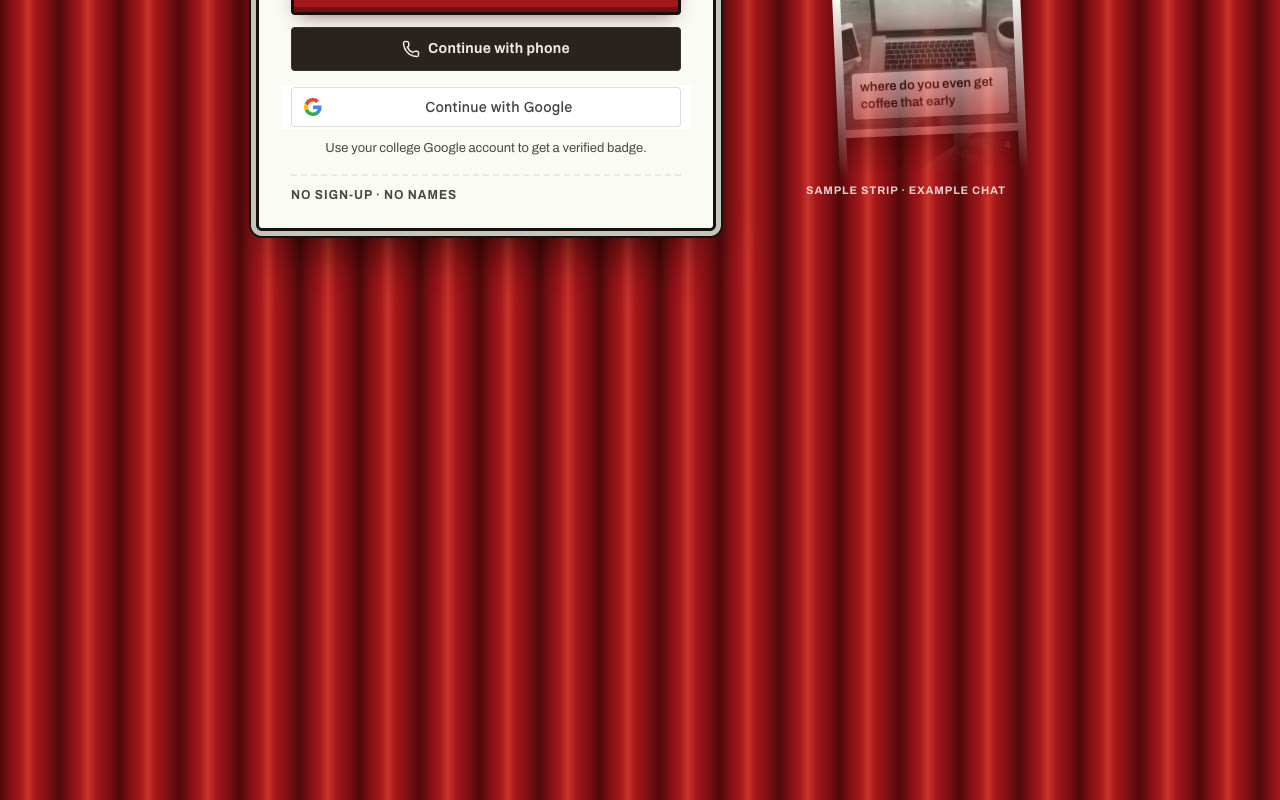 Continue with phone
Continue with Google
Use your college Google account to get a verified badge.
NO SIGN-UP · NO NAMES
where do you even get
coffee that early
SAMPLE STRIP · EXAMPLE CHAT